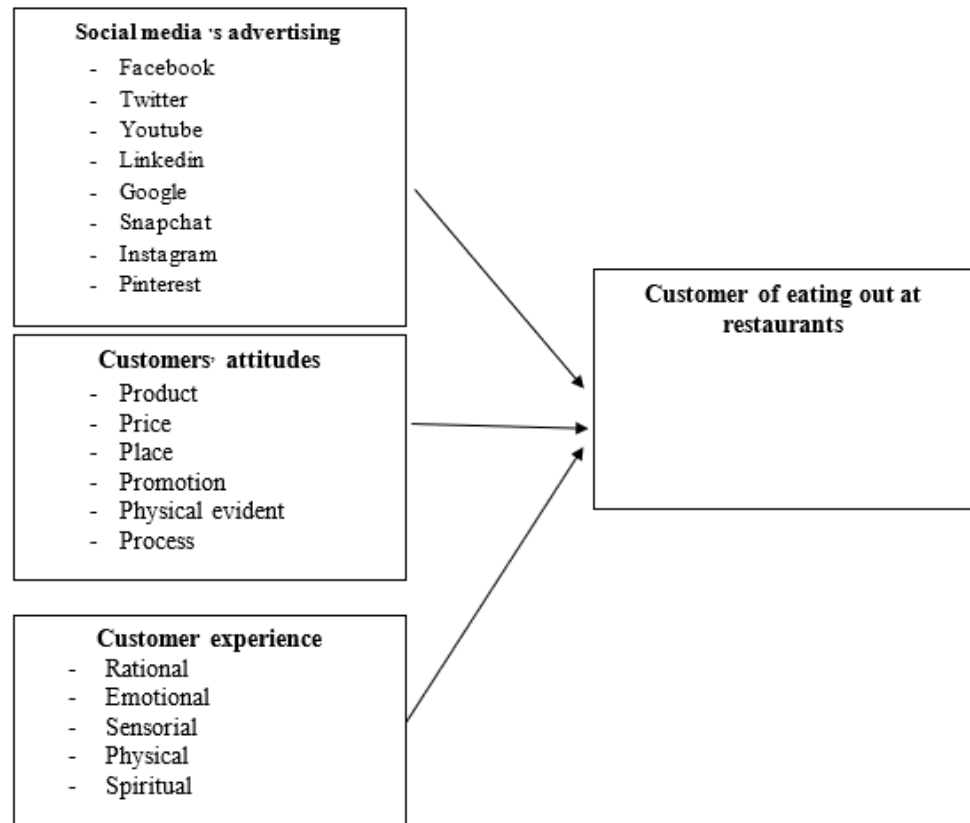 Social media 's advertising
- Facebook
- Twitter
- Youtube
- Linkedin
- Google
- Snapchat
- Instagram
- Pinterest
Customers' attitudes
- Product
- Price
- Place
- Promotion
- Physical evident
- Process
Customer experience
- Rational
- Emotional
- Sensorial
- Physical
- Spiritual
Customer of eating out at
restaurants